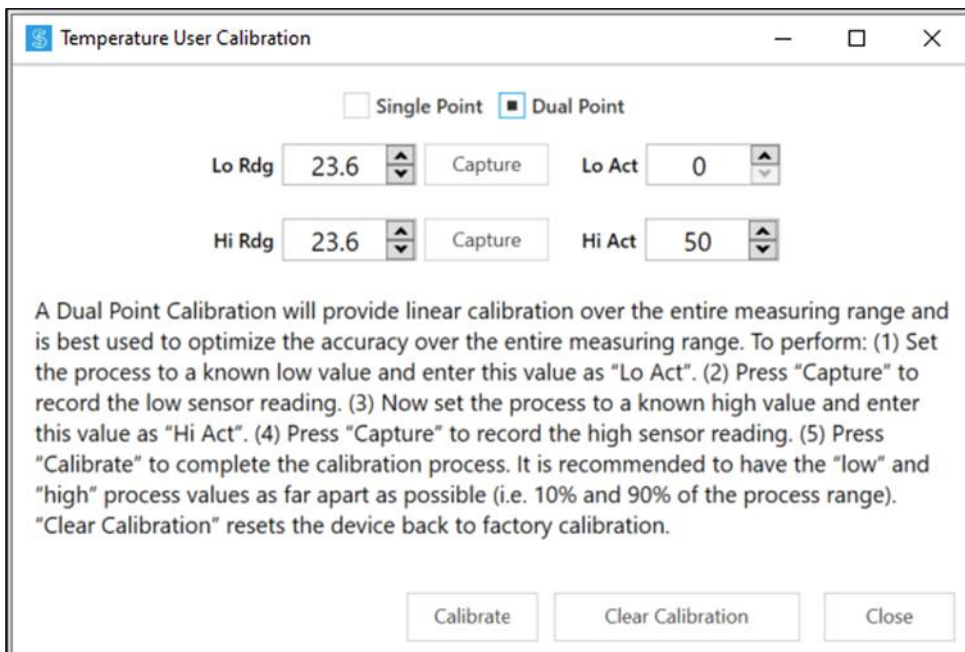 Temperature User Calibration
Single Point Dual Point
Lo Rdg 23.6 Capture Lo Act 0
Hi Rdg 23.6 Capture Hi Act 50
A Dual Point Calibration will provide linear calibration over the entire measuring range and
is best used to optimize the accuracy over the entire measuring range. To perform: (1) Set
the process to a known low value and enter this value as “Lo Act”. (2) Press “Capture” to
record the low sensor reading. (3) Now set the process to a known high value and enter
this value as “Hi Act”. (4) Press “Capture” to record the high sensor reading. (5) Press
“Calibrate” to complete the calibration process. It is recommended to have the “low” and
“high” process values as far apart as possible (i.e. 10% and 90% of the process range).
“Clear Calibration” resets the device back to factory calibration.
Calibrate Clear Calibration Close